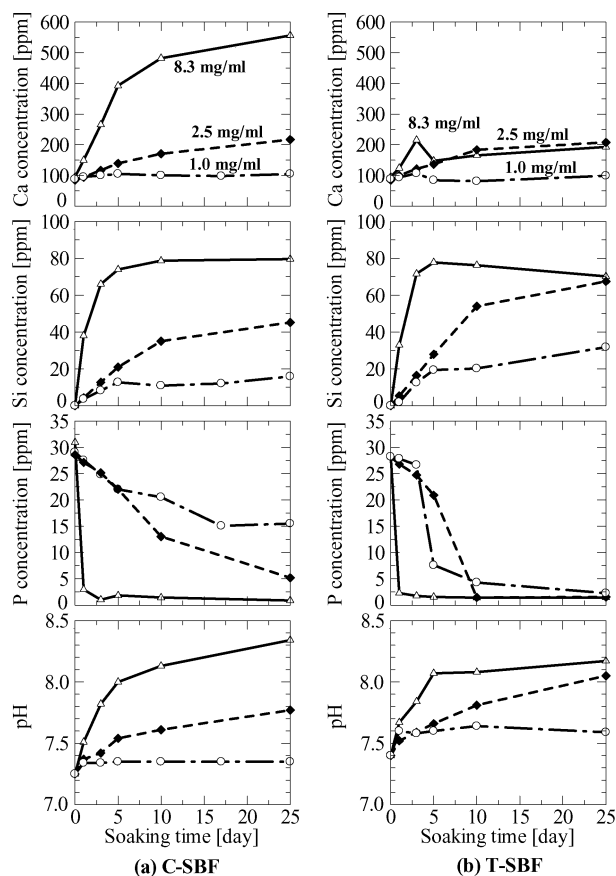 Ca concentration [ppm]
600
500
400
300
200
100
0
8.3 mg/ml
2.5 mg/ml
1.0 mg/ml
Ca concentration [ppm]
600
500
400
300
200
100
0
8.3 mg/ml
2.5 mg/ml
1.0 mg/ml
Si concentration [ppm]
100
80
60
40
20
0
Si concentration [ppm]
100
80
60
40
20
0
P concentration [ppm]
35
30
25
20
15
10
5
0
P concentration [ppm]
35
30
25
20
15
10
5
0
pH
8.5
8.0
7.5
7.0
0 5 10 15 20 25
Soaking time [day]
(a) C-SBF
pH
8.5
8.0
7.5
7.0
0 5 10 15 20 25
Soaking time [day]
(b) T-SBF